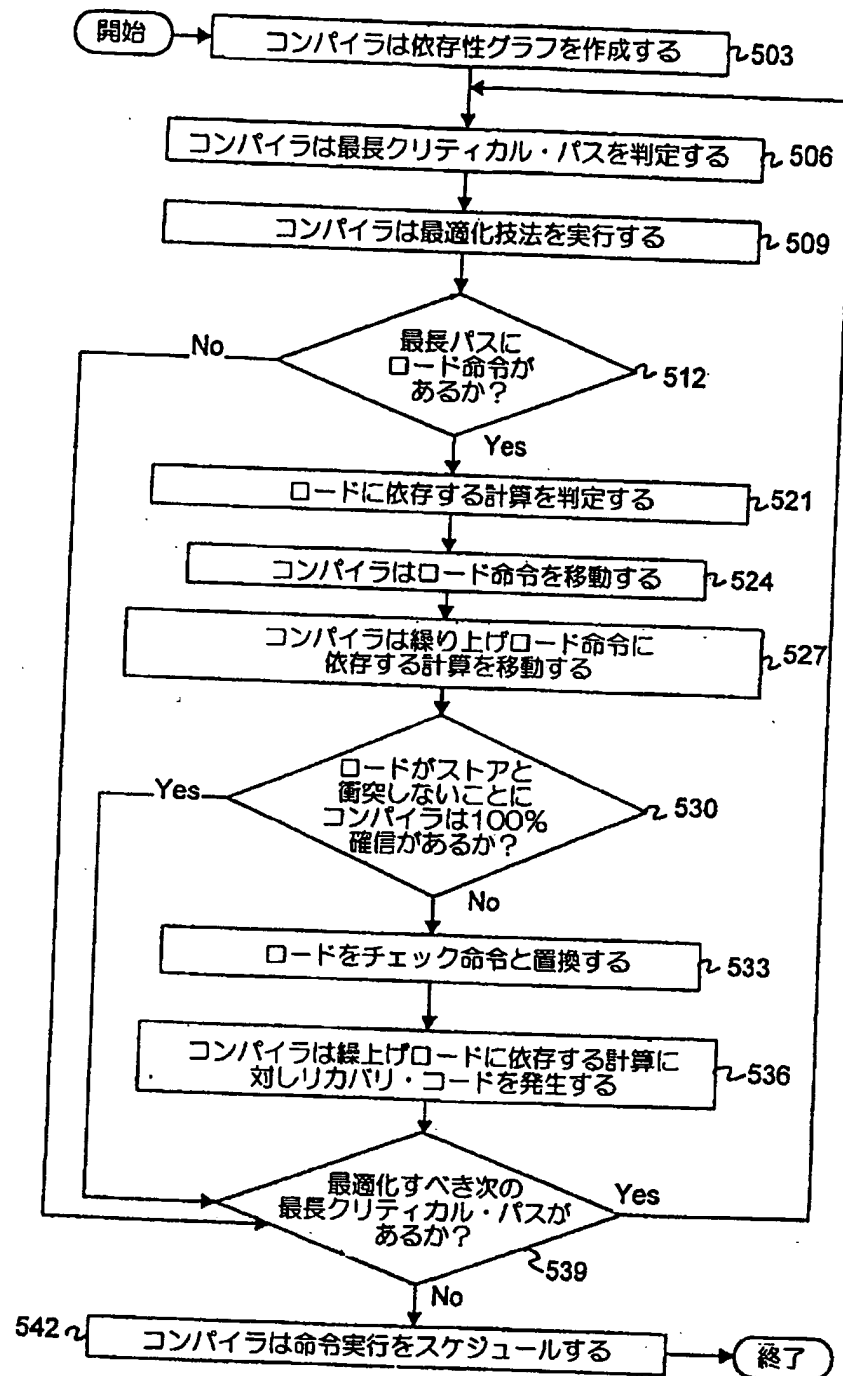 開始
コンパイラは依存性グラフを作成する
503
コンパイラは最長クリティカル・パスを判定する
506
コンパイラは最適化技法を実行する
509
最長パスに
ロード命令が
あるか？
512
No
Yes
ロードに依存する計算を判定する
521
コンパイラはロード命令を移動する
524
コンパイラは繰り上げロード命令に
依存する計算を移動する
527
ロードがストアと
衝突しないことに
コンパイラは100%
確信があるか？
530
Yes
No
ロードをチェック命令と置換する
533
コンパイラは繰上げロードに依存する計算に
対しリカバリ・コードを発生する
536
最適化すべき次の
最長クリティカル・パスが
あるか？
539
Yes
No
542
コンパイラは命令実行をスケジュールする
終了